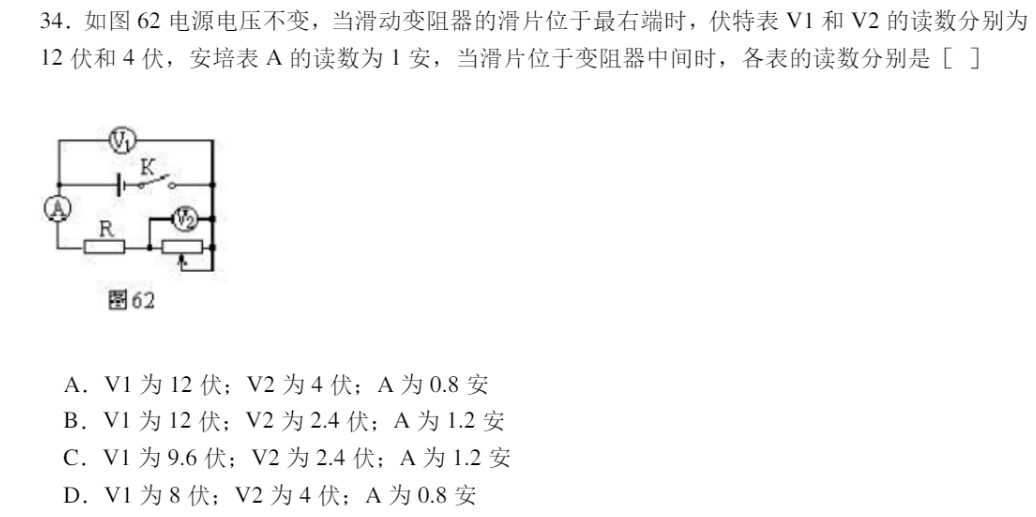 34．如图 62 电源电压不变，当滑动变阻器的滑片位于最右端时，伏特表 V1 和 V2 的读数分别为
12 伏和 4 伏，安培表 A 的读数为 1 安，当滑片位于变阻器中间时，各表的读数分别是［ ］
V1
K
A
V2
R
图62
A．V1 为 12 伏；V2 为 4 伏；A 为 0.8 安
B．V1 为 12 伏；V2 为 2.4 伏；A 为 1.2 安
C．V1 为 9.6 伏；V2 为 2.4 伏；A 为 1.2 安
D．V1 为 8 伏；V2 为 4 伏；A 为 0.8 安